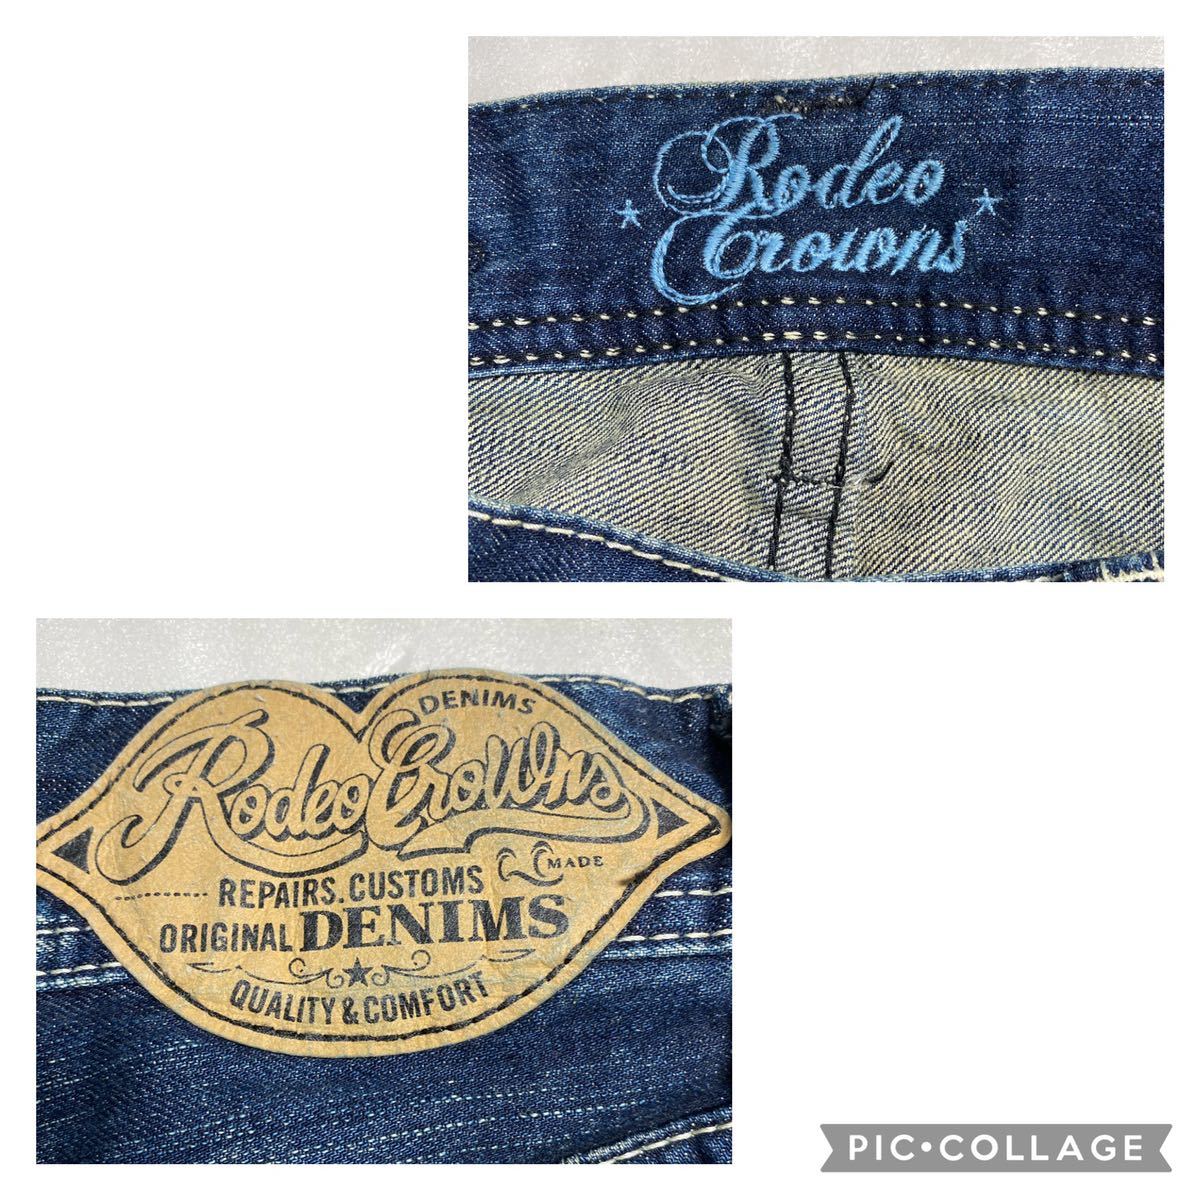 Rodeo
Crowns
DENIMS
Rodeo Crowns
MADE
REPAIRS.CUSTOMS
ORIGINAL DENIMS
QUALITY & COMFORT
PIC•COLLAGE